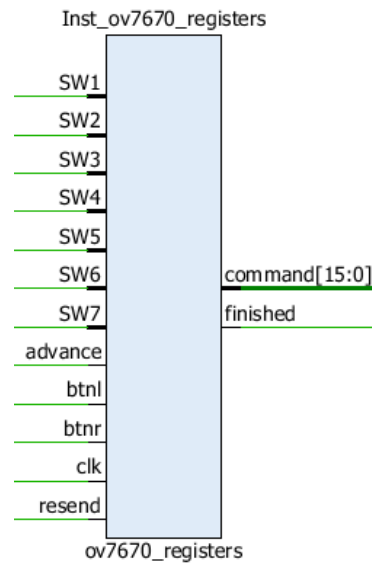 Inst_ov7670_registers
SW1
SW2
SW3
SW4
SW5
SW6
command[15:0]
SW7
finished
advance
btnl
btnr
clk
resend
ov7670_registers